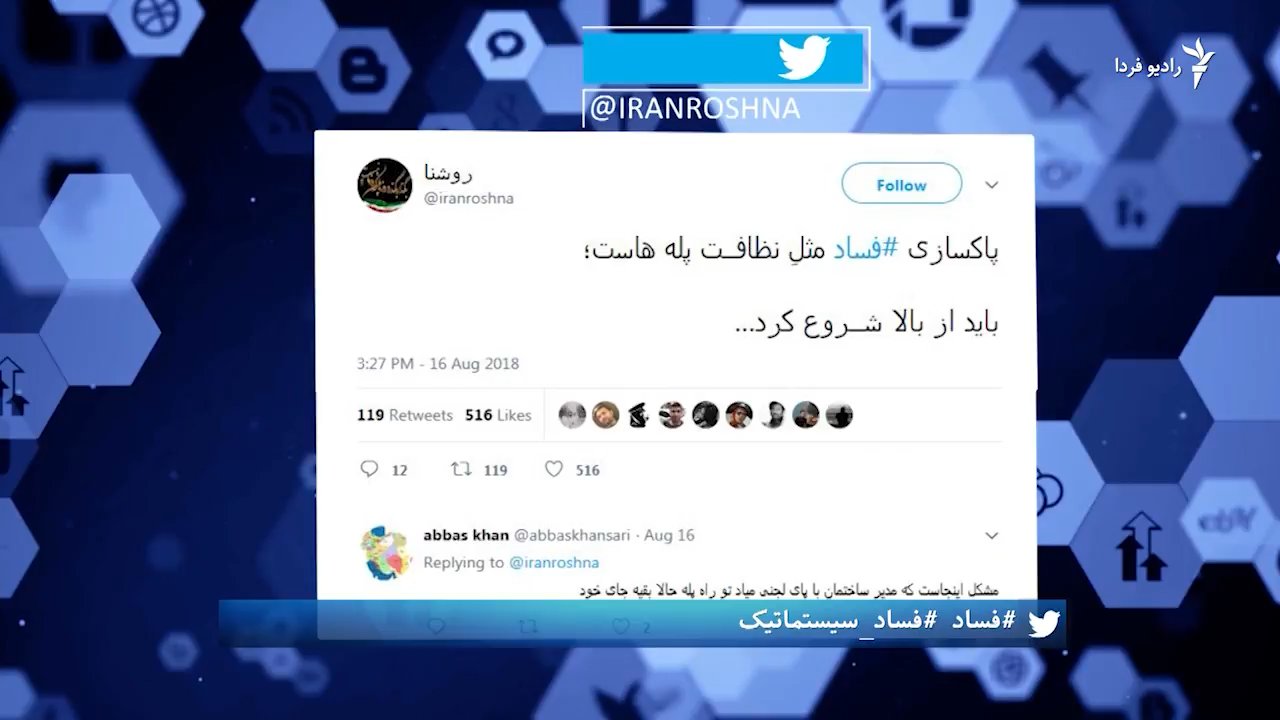 رادیو فردا
@IRANROSHNA
روشنا
@iranroshna
Follow
پاکسازی #فساد مثلِ نظافت پله هاست؛
باید از بالا شروع کرد...
3:27 PM - 16 Aug 2018
119 Retweets 516 Likes
12 119 516
abbas khan @abbaskhansari · Aug 16
Replying to @iranroshna
مشکل اینجاست که مدیر ساختمان با پای لجنی میاد تو راه پله حالا بقیه جای خود
2
#فساد #فساد_سیستماتیک
ebay